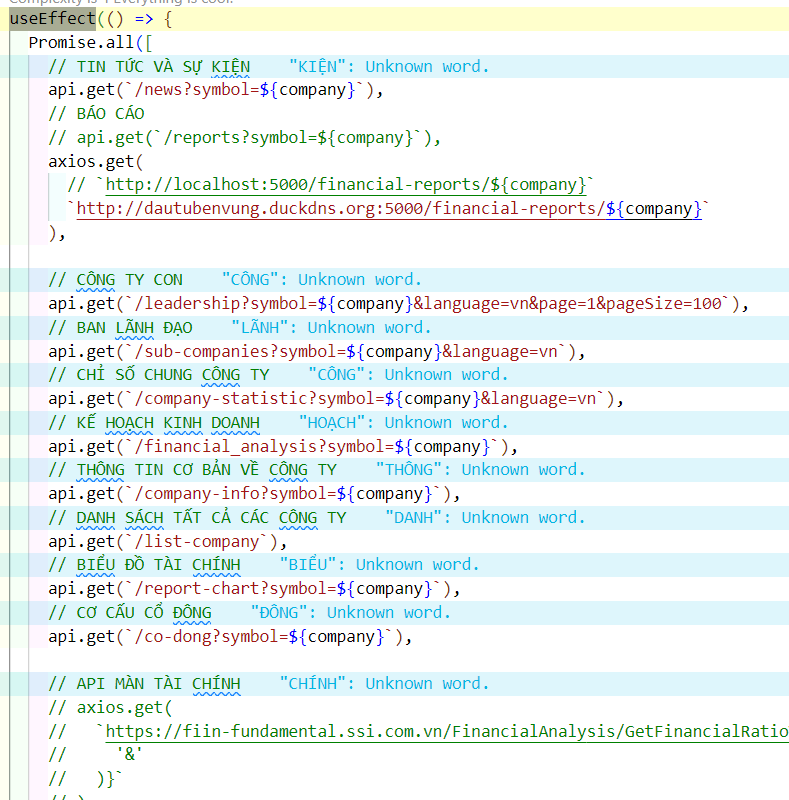 Complexity is 1 Everything is cool!
useEffect(() => {
Promise.all([
// TIN TỨC VÀ SỰ KIỆN "KIỆN": Unknown word.
api.get(`/news?symbol=${company}`),
// BÁO CÁO
// api.get(`/reports?symbol=${company}`),
axios.get(
// `http://localhost:5000/financial-reports/${company}`
`http://dautubenvung.duckdns.org:5000/financial-reports/${company}`
),
// CÔNG TY CON "CÔNG": Unknown word.
api.get(`/leadership?symbol=${company}&language=vn&page=1&pageSize=100`),
// BAN LÃNH ĐẠO "LÃNH": Unknown word.
api.get(`/sub-companies?symbol=${company}&language=vn`),
// CHỈ SỐ CHUNG CÔNG TY "CÔNG": Unknown word.
api.get(`/company-statistic?symbol=${company}&language=vn`),
// KẾ HOẠCH KINH DOANH "HOẠCH": Unknown word.
api.get(`/financial_analysis?symbol=${company}`),
// THÔNG TIN CƠ BẢN VỀ CÔNG TY "THÔNG": Unknown word.
api.get(`/company-info?symbol=${company}`),
// DANH SÁCH TẤT CẢ CÁC CÔNG TY "DANH": Unknown word.
api.get(`/list-company`),
// BIỂU ĐỒ TÀI CHÍNH "BIỂU": Unknown word.
api.get(`/report-chart?symbol=${company}`),
// CƠ CẤU CỔ ĐÔNG "ĐÔNG": Unknown word.
api.get(`/co-dong?symbol=${company}`),
// API MÀN TÀI CHÍNH "CHÍNH": Unknown word.
// axios.get(
// `https://fiin-fundamental.ssi.com.vn/FinancialAnalysis/GetFinancialRatio
// '&'
// )}`